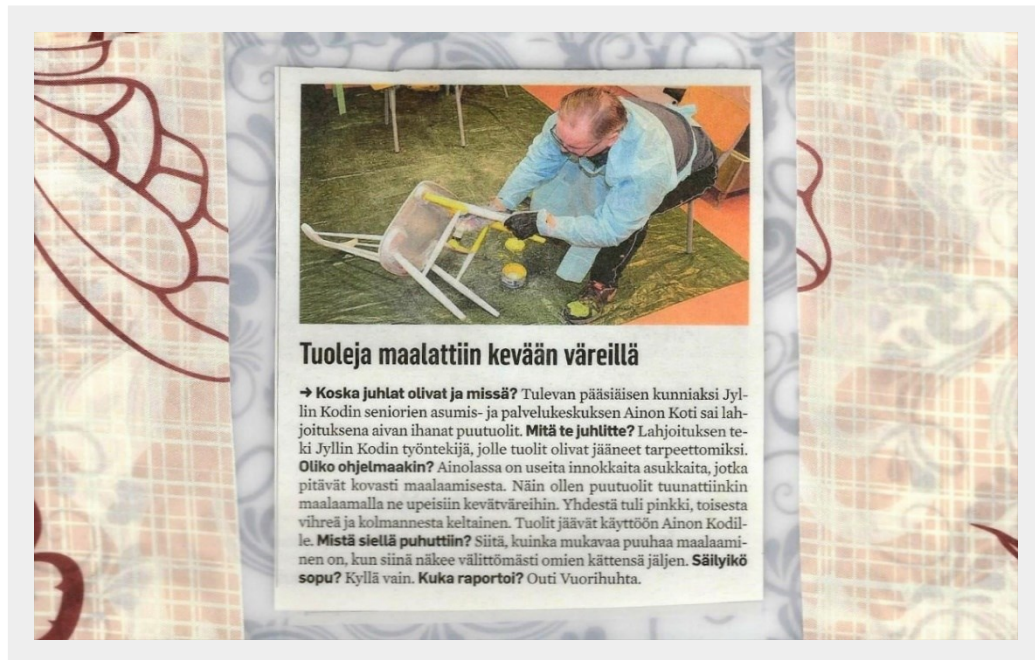 Tuoleja maalattiin kevään väreillä
→ Koska juhlat olivat ja missä? Tulevan pääsiäisen kunniaksi Jyl-
lin Kodin seniorien asumis- ja palvelukeskuksen Ainon Koti sai lah-
joituksena aivan ihanat puutuolit. Mitä te juhlitte? Lahjoituksen te-
ki Jyllin Kodin työntekijä, jolle tuolit olivat jääneet tarpeettomiksi.
Oliko ohjelmaakin? Ainolassa on useita innokkaita asukkaita, jotka
pitävät kovasti maalaamisesta. Näin ollen puutuolit tuunattiinkin
maalaamalla ne upeisiin kevätväreihin. Yhdestä tuli pinkki, toisesta
vihreä ja kolmannesta keltainen. Tuolit jäävät käyttöön Ainon Kodil-
le. Mistä siellä puhuttiin? Siitä, kuinka mukavaa puuhaa maalaami-
nen on, kun siinä näkee välittömästi omien kättensä jäljen. Säilyikö
sopu? Kyllä vain. Kuka raportoi? Outi Vuorihuhta.